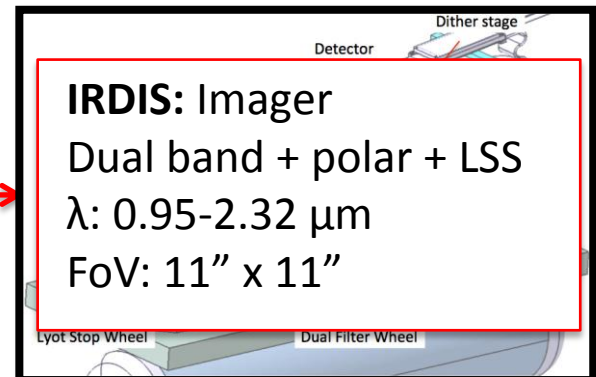 Dither stage
Detector
IRDIS: Imager
Dual band + polar + LSS
λ: 0.95-2.32 μm
FoV: 11” x 11”
Lyot Stop Wheel
Dual Filter Wheel